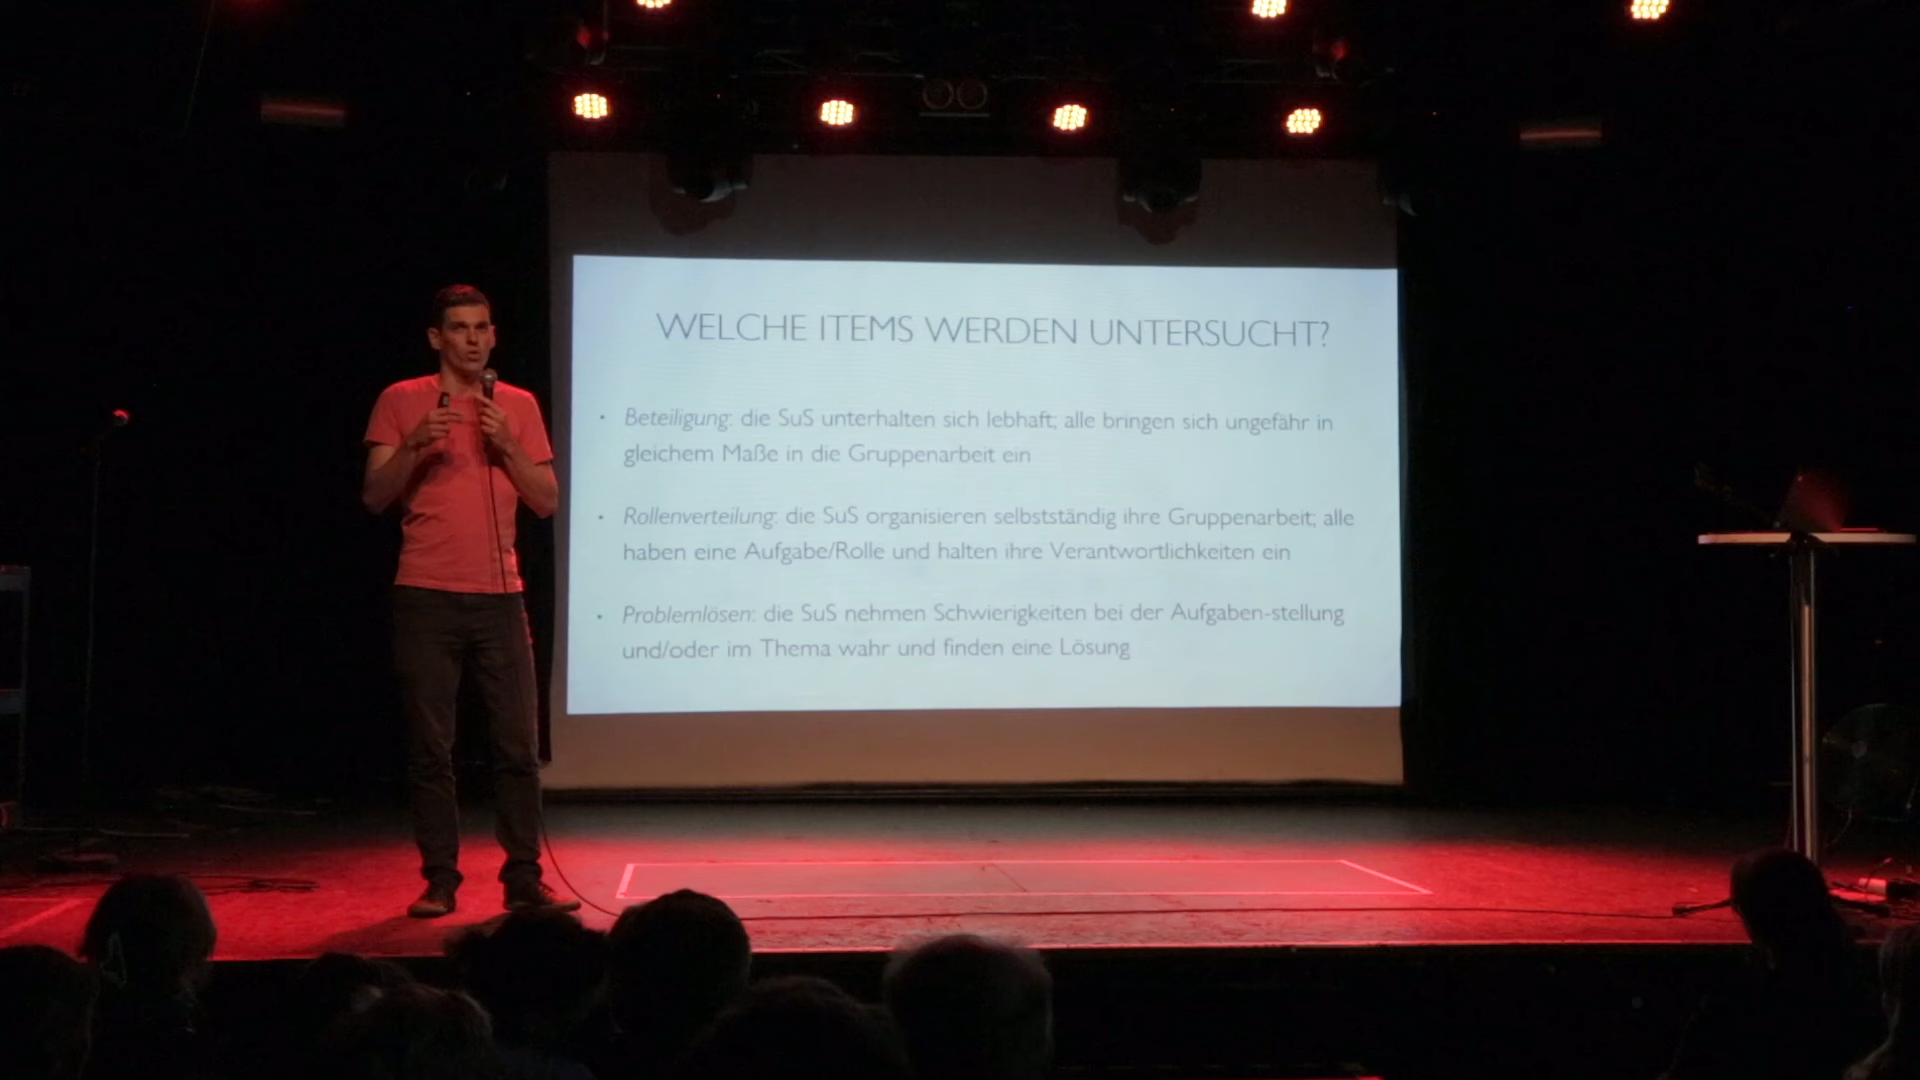 WELCHE ITEMS WERDEN UNTERSUCHT?
• Beteiligung: die SuS unterhalten sich lebhaft; alle bringen sich ungefähr in
gleichem Maße in die Gruppenarbeit ein
• Rollenverteilung: die SuS organisieren selbstständig ihre Gruppenarbeit; alle
haben eine Aufgabe/Rolle und halten ihre Verantwortlichkeiten ein
• Problemlösen: die SuS nehmen Schwierigkeiten bei der Aufgaben-stellung
und/oder im Thema wahr und finden eine Lösung